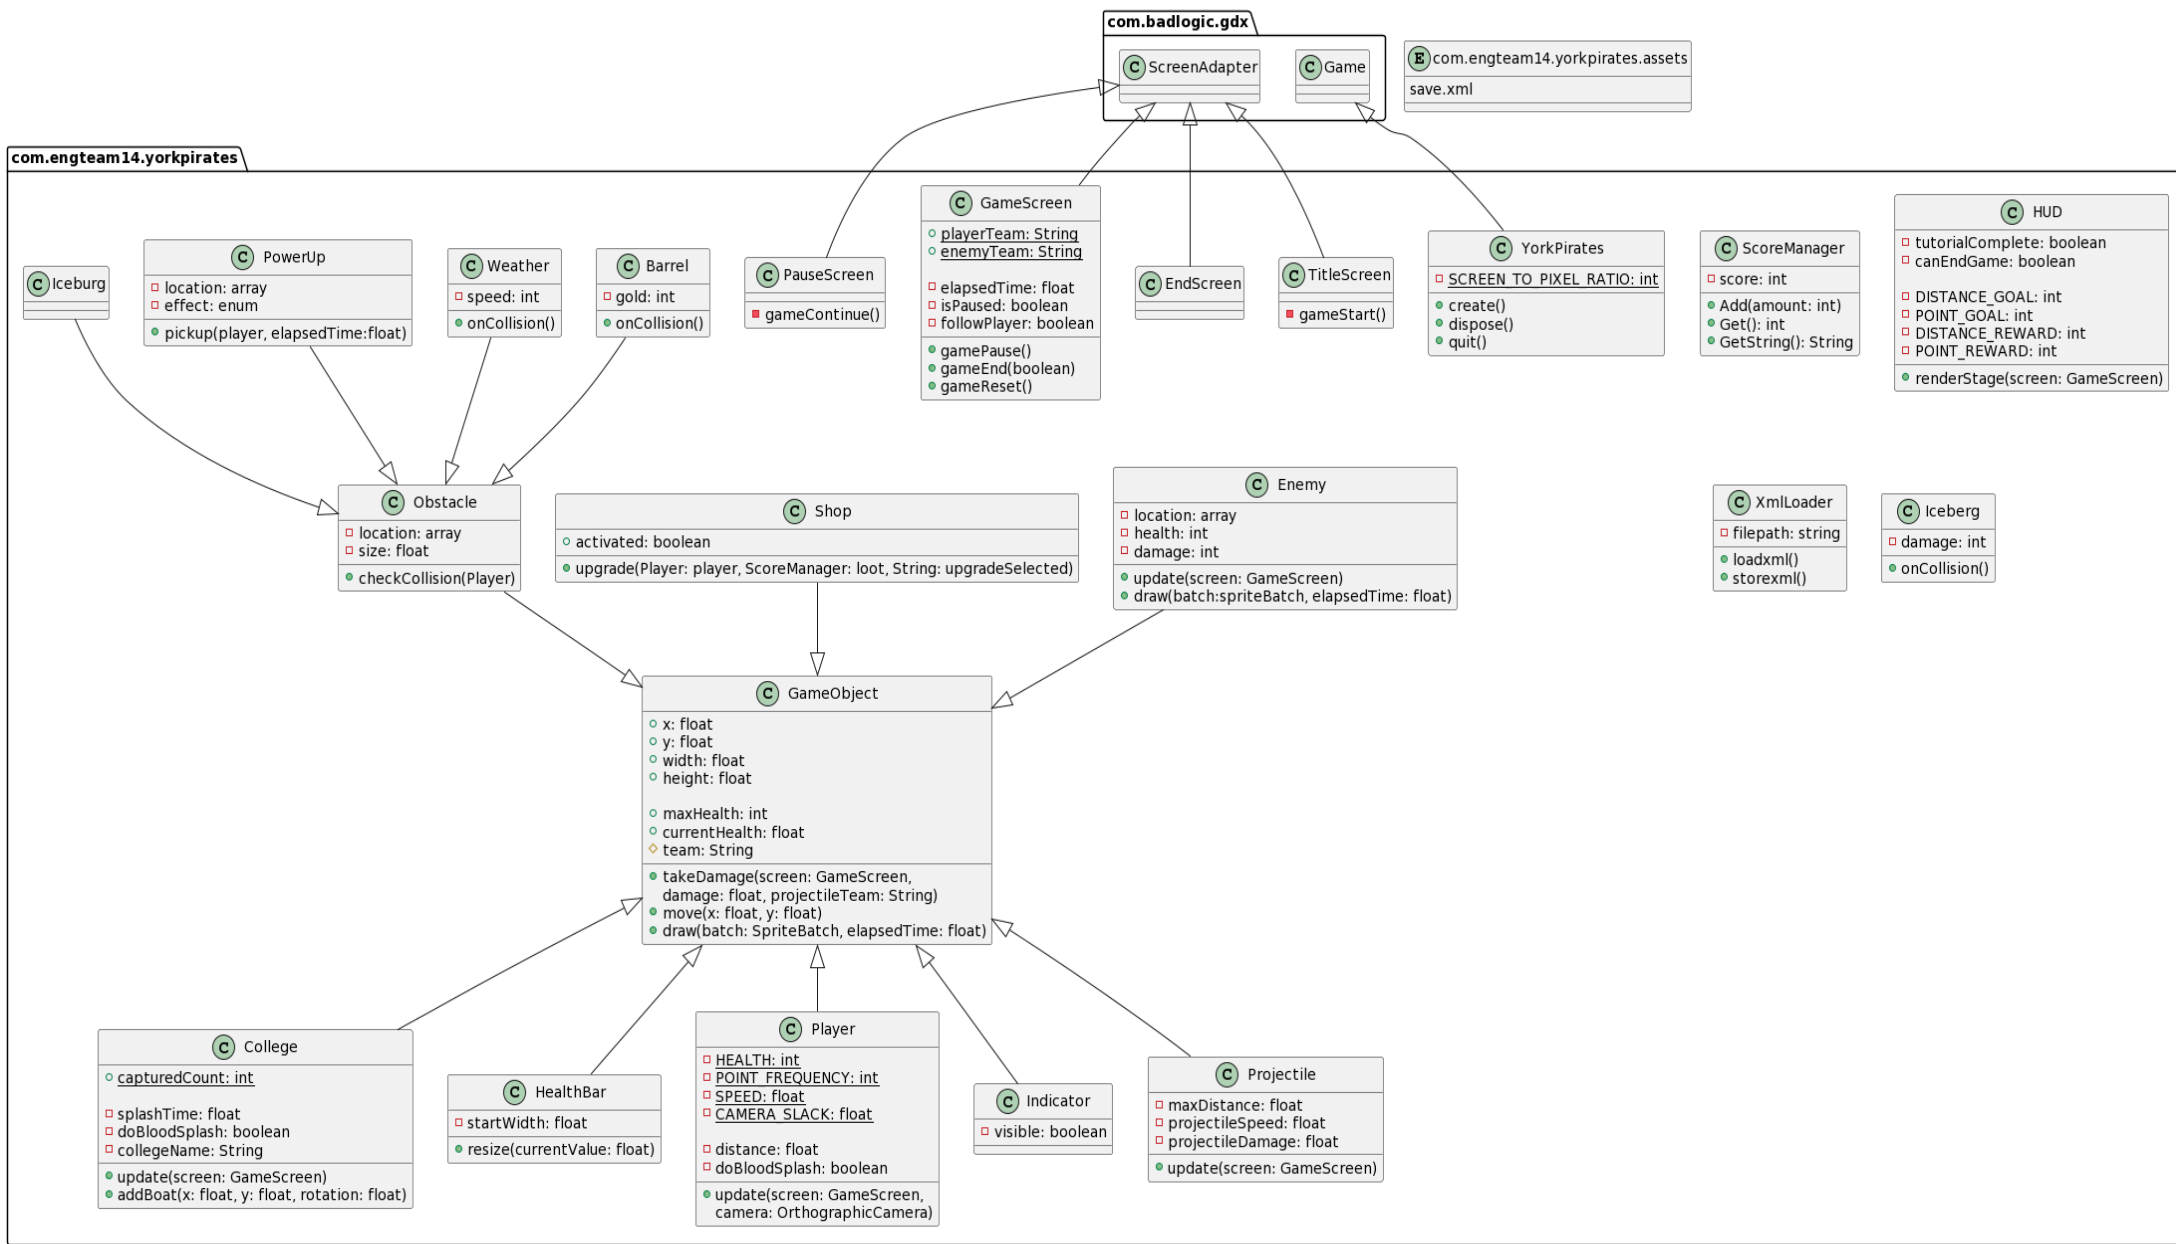 com.badlogic.gdx
C ScreenAdapter
C Game
E com.engteam14.yorkpirates.assets
save.xml
com.engteam14.yorkpirates
C Iceburg
C PowerUp
location: array
effect: enum
pickup(player, elapsedTime:float)
C Weather
speed: int
onCollision()
C Barrel
gold: int
onCollision()
C PauseScreen
gameContinue()
C GameScreen
playerTeam: String
enemyTeam: String
elapsedTime: float
isPaused: boolean
followPlayer: boolean
gamePause()
gameEnd(boolean)
gameReset()
C EndScreen
C TitleScreen
gameStart()
C YorkPirates
SCREEN_TO_PIXEL_RATIO: int
create()
dispose()
quit()
C ScoreManager
score: int
Add(amount: int)
Get(): int
GetString(): String
C HUD
tutorialComplete: boolean
canEndGame: boolean
DISTANCE_GOAL: int
POINT_GOAL: int
DISTANCE_REWARD: int
POINT_REWARD: int
renderStage(screen: GameScreen)
C Obstacle
location: array
size: float
checkCollision(Player)
C Shop
activated: boolean
upgrade(Player: player, ScoreManager: loot, String: upgradeSelected)
C Enemy
location: array
health: int
damage: int
update(screen: GameScreen)
draw(batch:spriteBatch, elapsedTime: float)
C XmlLoader
filepath: string
loadxml()
storexml()
C Iceberg
damage: int
onCollision()
C GameObject
x: float
y: float
width: float
height: float
maxHealth: int
currentHealth: float
team: String
takeDamage(screen: GameScreen,
damage: float, projectileTeam: String)
move(x: float, y: float)
draw(batch: SpriteBatch, elapsedTime: float)
C College
capturedCount: int
splashTime: float
doBloodSplash: boolean
collegeName: String
update(screen: GameScreen)
addBoat(x: float, y: float, rotation: float)
C HealthBar
startWidth: float
resize(currentValue: float)
C Player
HEALTH: int
POINT_FREQUENCY: int
SPEED: float
CAMERA_SLACK: float
distance: float
doBloodSplash: boolean
update(screen: GameScreen,
camera: OrthographicCamera)
C Indicator
visible: boolean
C Projectile
maxDistance: float
projectileSpeed: float
projectileDamage: float
update(screen: GameScreen)